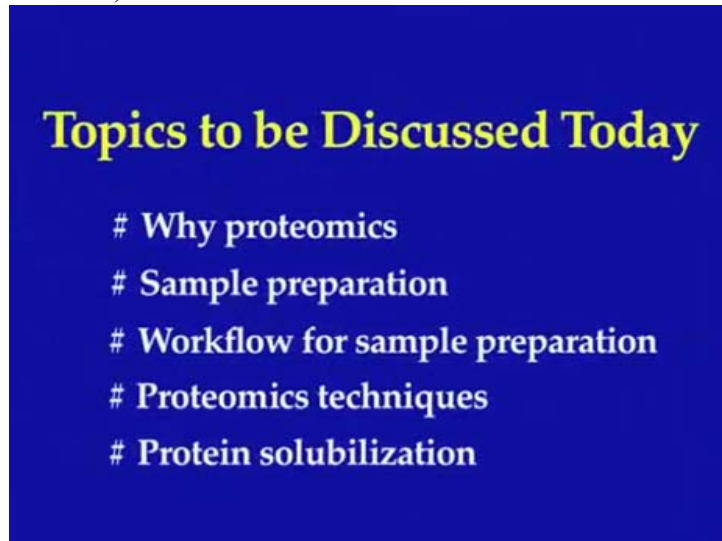 Topics to be Discussed Today
# Why proteomics
# Sample preparation
# Workflow for sample preparation
# Proteomics techniques
# Protein solubilization